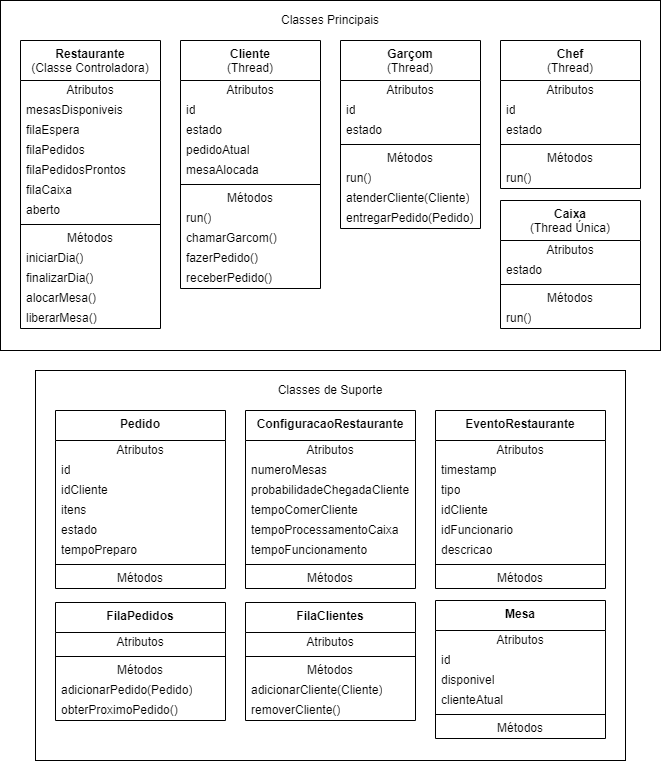 Classes Principais
Restaurante
(Classe Controladora)
Atributos
mesasDisponiveis
filaEspera
filaPedidos
filaPedidosProntos
filaCaixa
aberto
Métodos
iniciarDia()
finalizarDia()
alocarMesa()
liberarMesa()
Cliente
(Thread)
Atributos
id
estado
pedidoAtual
mesaAlocada
Métodos
run()
chamarGarcom()
fazerPedido()
receberPedido()
Garçom
(Thread)
Atributos
id
estado
Métodos
run()
atenderCliente(Cliente)
entregarPedido(Pedido)
Chef
(Thread)
Atributos
id
estado
Métodos
run()
Caixa
(Thread Única)
Atributos
estado
Métodos
run()
Classes de Suporte
Pedido
Atributos
id
idCliente
itens
estado
tempoPreparo
Métodos
ConfiguracaoRestaurante
Atributos
numeroMesas
probabilidadeChegadaCliente
tempoComerCliente
tempoProcessamentoCaixa
tempoFuncionamento
Métodos
EventoRestaurante
Atributos
timestamp
tipo
idCliente
idFuncionario
descricao
Métodos
FilaPedidos
Atributos
Métodos
adicionarPedido(Pedido)
obterProximoPedido()
FilaClientes
Atributos
Métodos
adicionarCliente(Cliente)
removerCliente()
Mesa
Atributos
id
disponivel
clienteAtual
Métodos